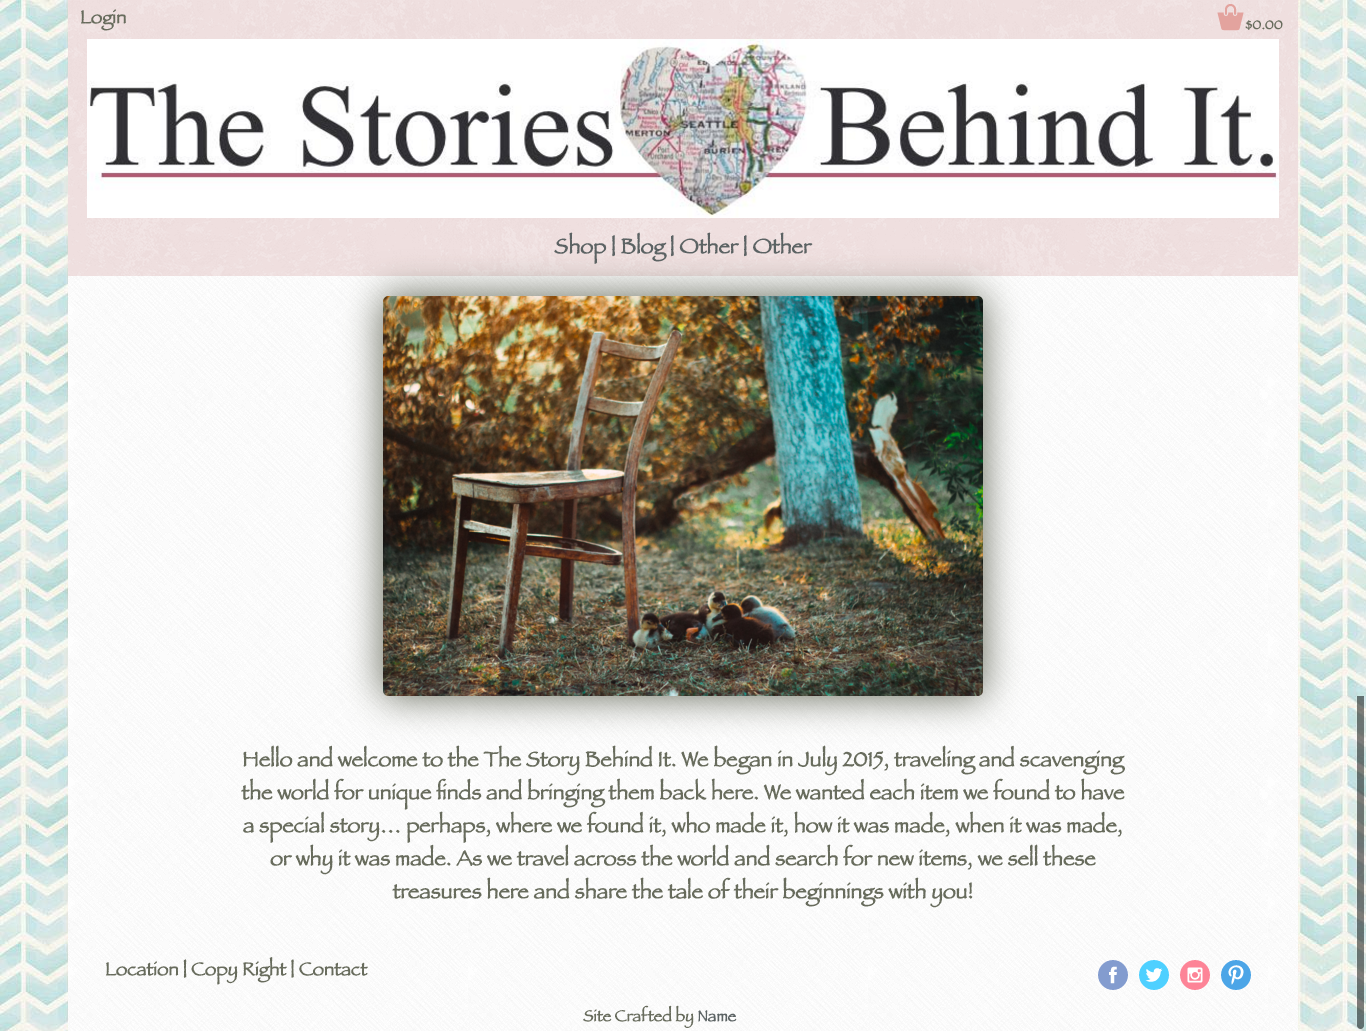 Login
$0.00
The Stories Behind It.
SEATTLE
BURIEN
Shop | Blog | Other | Other
Hello and welcome to the The Story Behind It. We began in July 2015, traveling and scavenging
the world for unique finds and bringing them back here. We wanted each item we found to have
a special story... perhaps, where we found it, who made it, how it was made, when it was made,
or why it was made. As we travel across the world and search for new items, we sell these
treasures here and share the tale of their beginnings with you!
Location | Copy Right | Contact
Site Crafted by Name